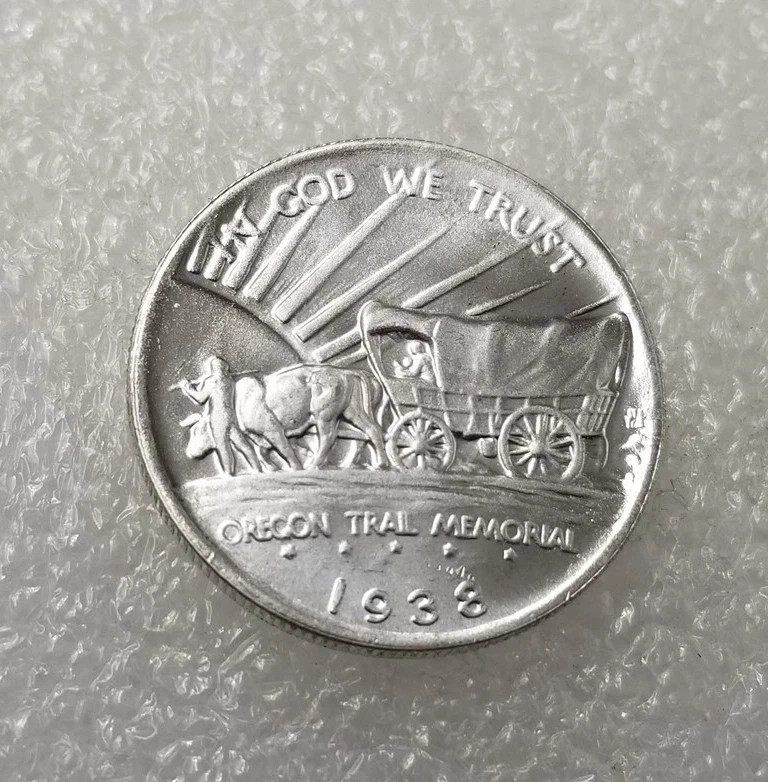 IN GOD WE TRUST
OREGON TRAIL MEMORIAL
1938